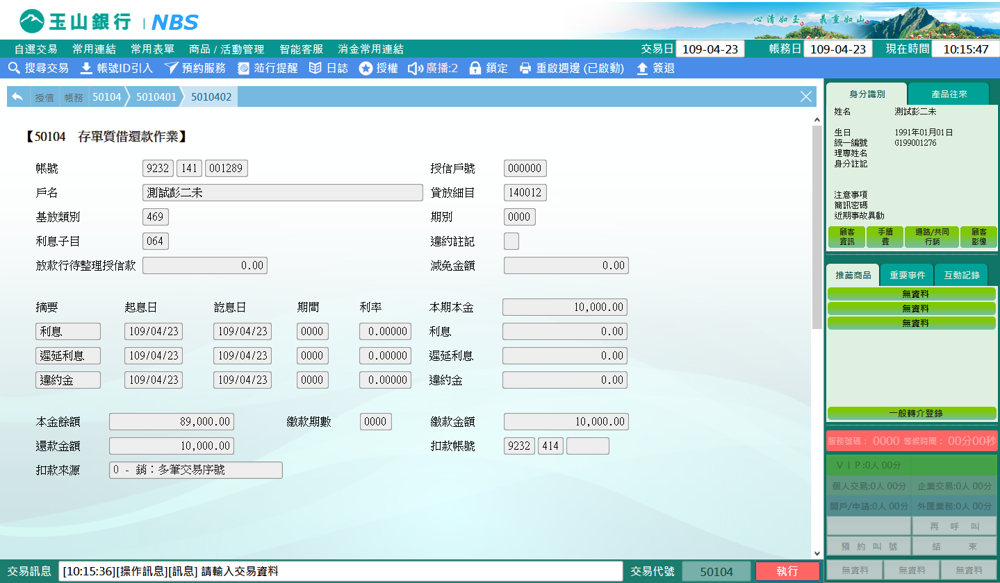 玉山銀行 | NBS
心清如玉。義重如山。
自選交易 常用連結 常用表單 商品 / 活動管理 智能客服 消金常用連結 交易日 109-04-23 帳務日 109-04-23 現在時間 10:15:47
搜尋交易 帳號ID引入 預約服務 蒞行提醒 日誌 授權 廣播:2 鎖定 重啟週邊 (已啟動) 簽退
授信 帳務 50104 5010401 5010402
【50104 存單質借還款作業】
帳號 9232 141 001289 授信戶號 000000
戶名 測試彭二未 貸放細目 140012
基放類別 469 期別 0000
利息子目 064 違約註記
放款行待整理授信款 0.00 減免金額 0.00
摘要 起息日 訖息日 期間 利率 本期本金 10,000.00
利息 109/04/23 109/04/23 0000 0.00000 利息 0.00
遲延利息 109/04/23 109/04/23 0000 0.00000 遲延利息 0.00
違約金 109/04/23 109/04/23 0000 0.00000 違約金 0.00
本金餘額 89,000.00 繳款期數 0000 繳款金額 10,000.00
還款金額 10,000.00 扣款帳號 9232 414
扣款來源 0 - 銷：多筆交易序號
交易訊息 [10:15:36][操作訊息][訊息] 請輸入交易資料 交易代號 50104 執行
身分識別 產品往來
姓名 測試彭二未
生日 1991年01月01日
統一編號 G199001276
理專姓名
身分註記
注意事項
簡訊密碼
近期事故異動
顧客資訊 手續費 通路/共同行銷 顧客影像
推薦商品 重要事件 互動記錄
無資料
無資料
無資料
一般轉介登錄
服務號碼： 0000 等候時間： 00分00秒
ＶＩＰ:0人 00分
個人交易:0人 00分 企業交易:0人 00分
開戶/申請:0人 00分 外匯業務:0人 00分
再 呼 叫
預 約 叫 號 結 束
無資料 無資料 無資料